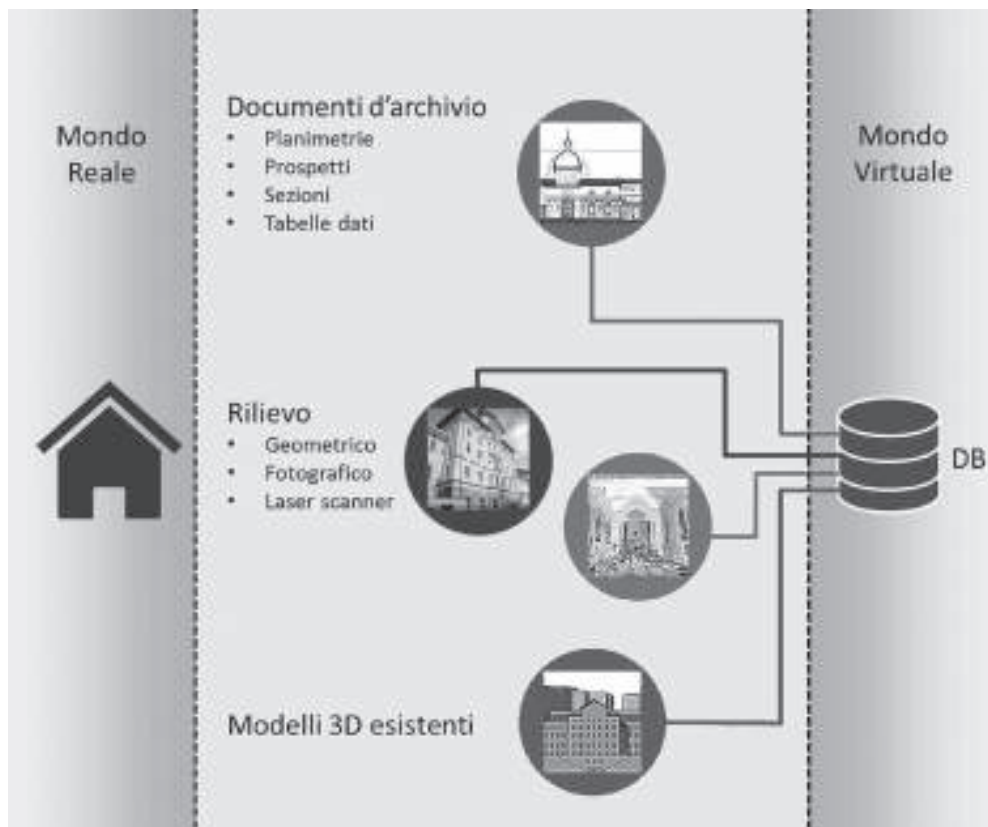 Mondo
Reale
Documenti d'archivio
• Planimetrie
• Prospetti
• Sezioni
• Tabelle dati
Rilievo
• Geometrico
• Fotografico
• Laser scanner
Modelli 3D esistenti
Mondo
Virtuale
DB